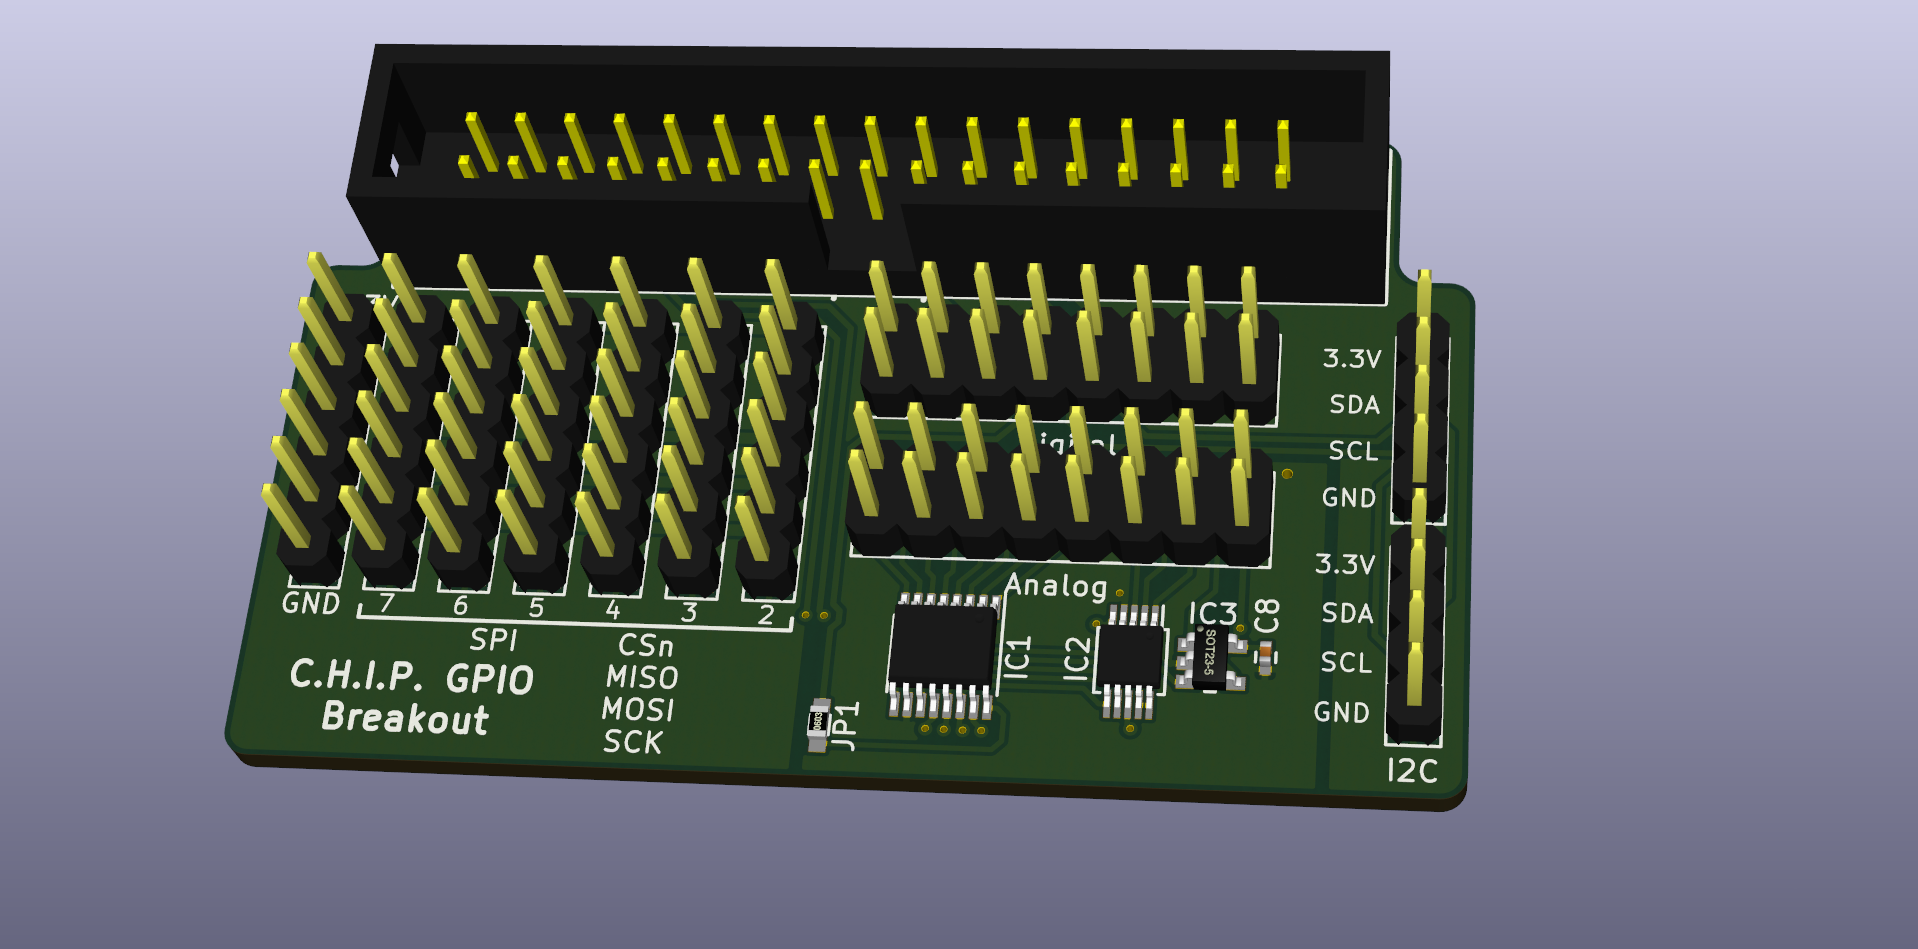 3.3V
SDA
SCL
GND
Analog
3.3V
SDA
SCL
GND
I2C
GND 7 6 5 4 3 2
SPI
CSn
MISO
MOSI
SCK
C.H.I.P. GPIO
Breakout
JP1
0603
IC1
IC2
IC3
SOT23-5
C8